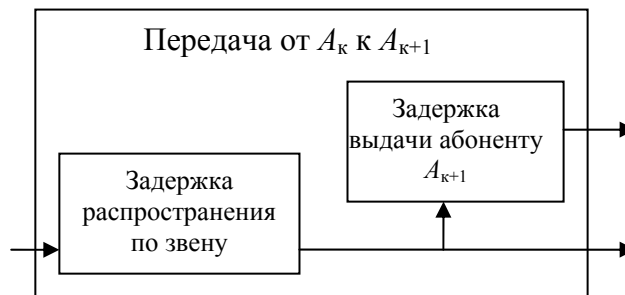 Передача от Aк к Aк+1
Задержка
выдачи абоненту
Aк+1
Задержка
распространения
по звену